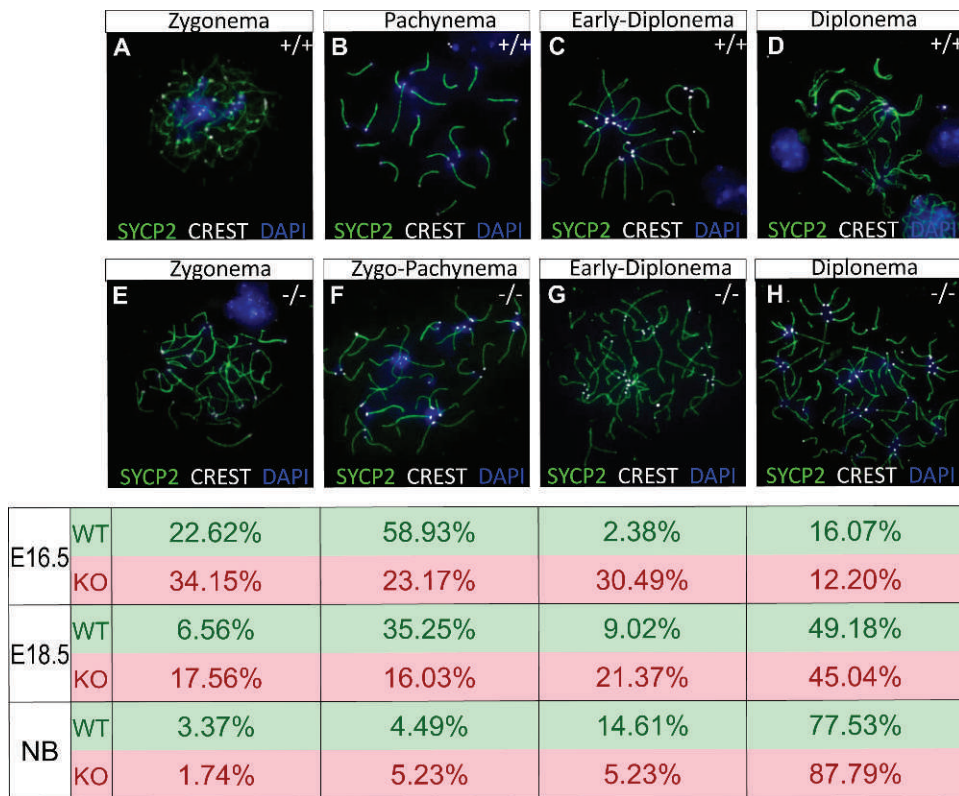 Zygonema Pachynema Early-Diplonema Diplonema
A +/+ B +/+ C +/+ D +/+
SYCP2 CREST DAPI SYCP2 CREST DAPI SYCP2 CREST DAPI SYCP2 CREST DAPI
Zygonema Zygo-Pachynema Early-Diplonema Diplonema
E -/- F -/- G -/- H -/-
SYCP2 CREST DAPI SYCP2 CREST DAPI SYCP2 CREST DAPI SYCP2 CREST DAPI
E16.5 WT 22.62% 58.93% 2.38% 16.07%
KO 34.15% 23.17% 30.49% 12.20%
E18.5 WT 6.56% 35.25% 9.02% 49.18%
KO 17.56% 16.03% 21.37% 45.04%
NB WT 3.37% 4.49% 14.61% 77.53%
KO 1.74% 5.23% 5.23% 87.79%